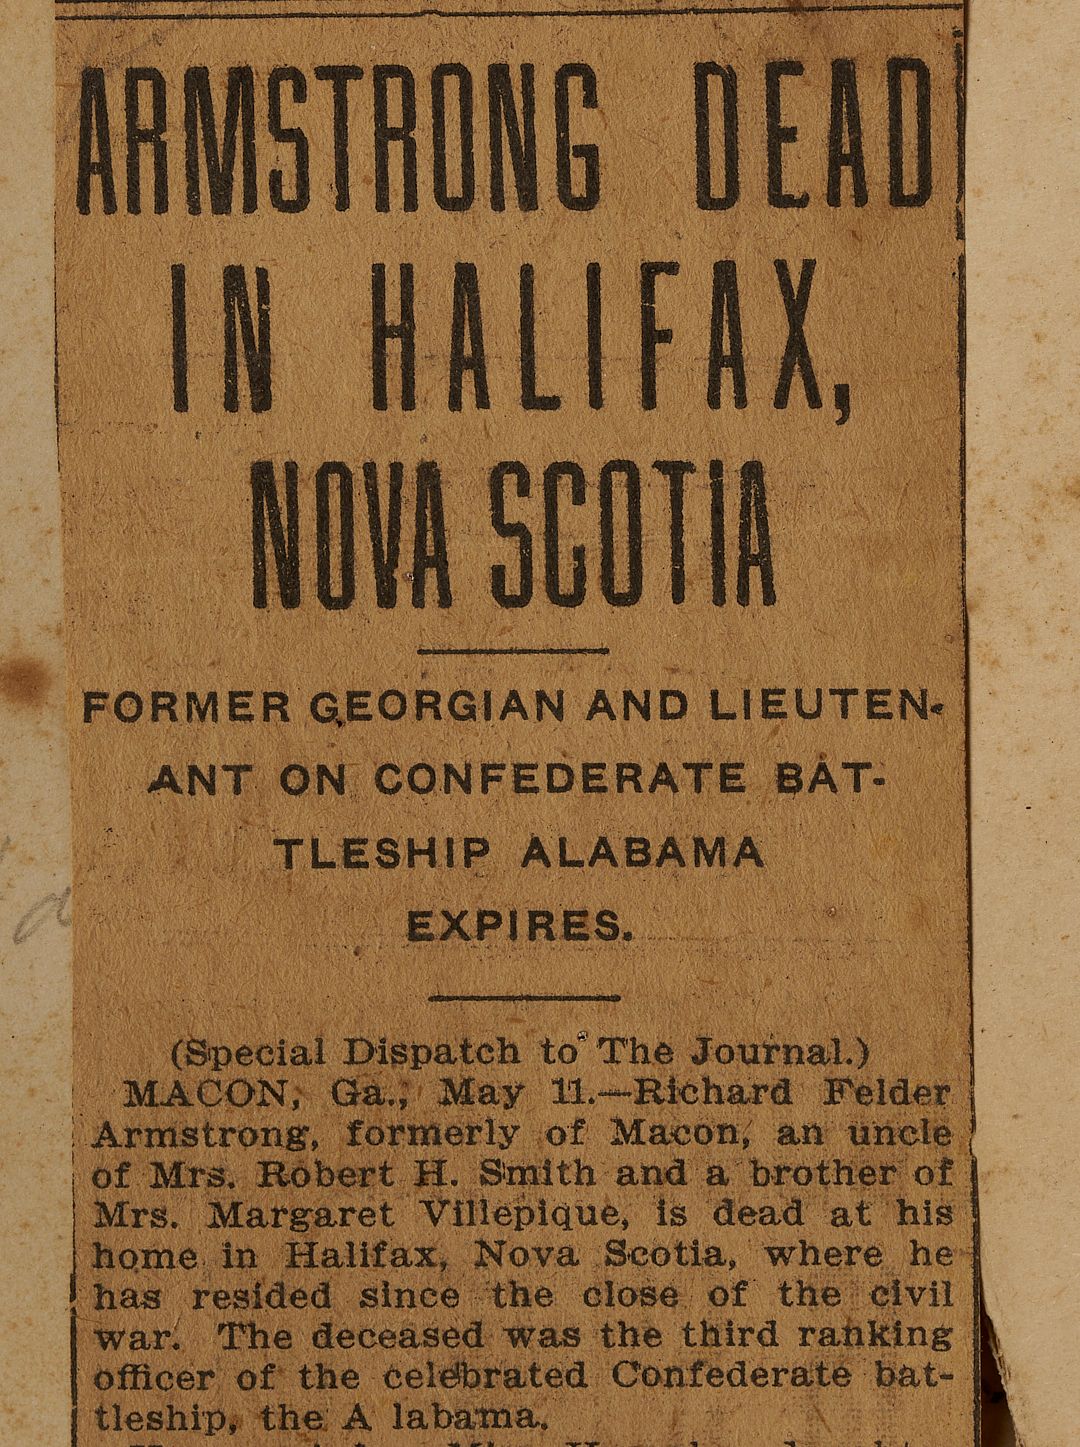 ARMSTRONG DEAD
IN HALIFAX,
NOVA SCOTIA
FORMER GEORGIAN AND LIEUTEN-
ANT ON CONFEDERATE BAT-
TLESHIP ALABAMA
EXPIRES.
(Special Dispatch to The Journal.)
MACON, Ga., May 11.—Richard Felder
Armstrong, formerly of Macon, an uncle
of Mrs. Robert H. Smith and a brother of
Mrs. Margaret Villepique, is dead at his
home in Halifax, Nova Scotia, where he
has resided since the close of the civil
war. The deceased was the third ranking
officer of the celebrated Confederate bat-
tleship, the A labama.